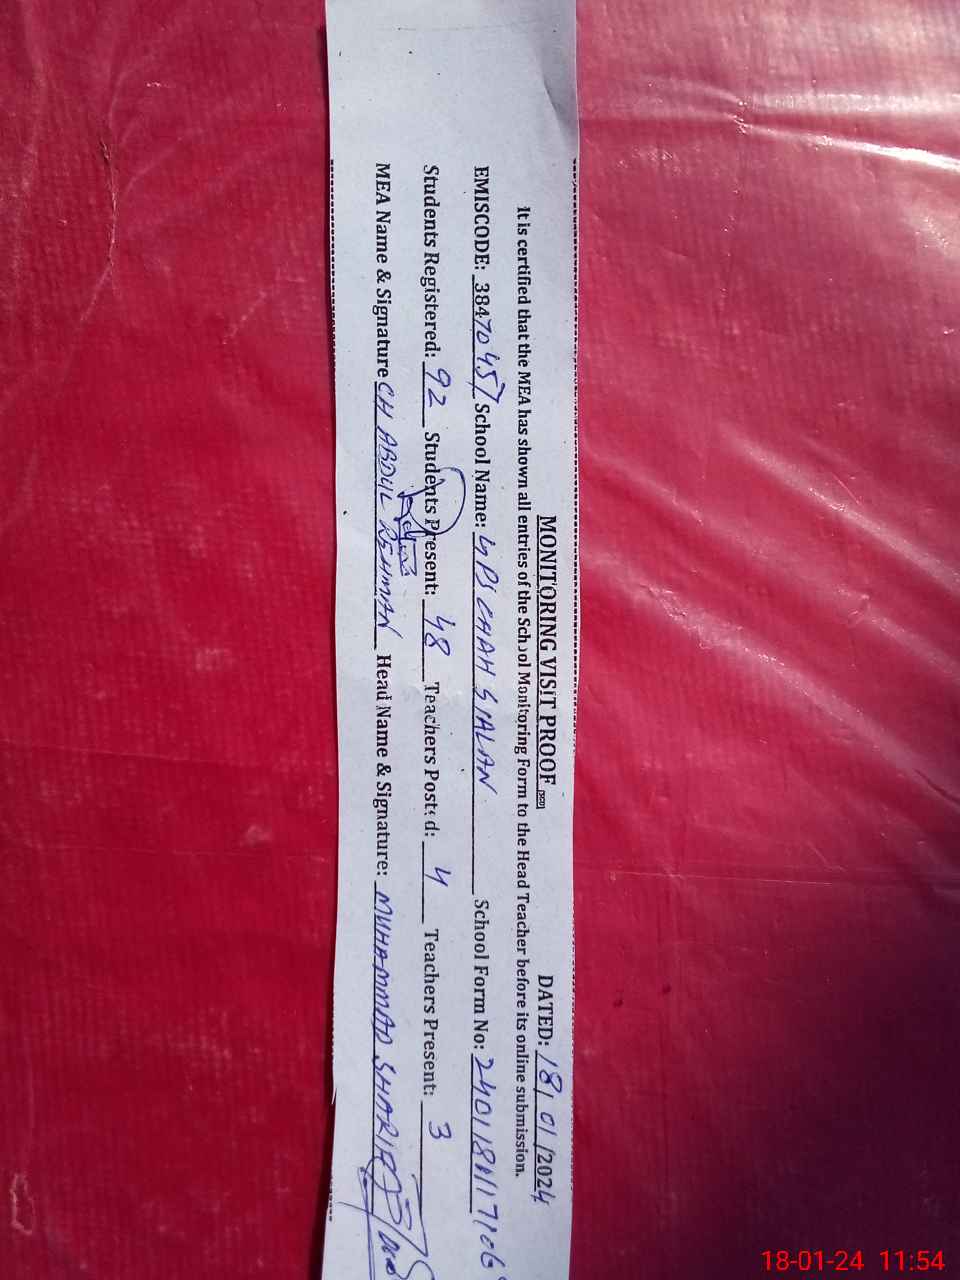 MONITORING VISIT PROOF DATED: 18/01/2024
It is certified that the MEA has shown all entries of the School Monitoring Form to the Head Teacher before its online submission.
EMISCODE: 38470457 School Name: GPS CHAH SIALAN School Form No:
Students Registered: 92 Students Present: 48 Teachers Posted: 4 Teachers Present: 3
MEA Name & Signature CH ABDUL REHMAN Head Name & Signature: MUHAMMAD SHARIF
18-01-24 11:54